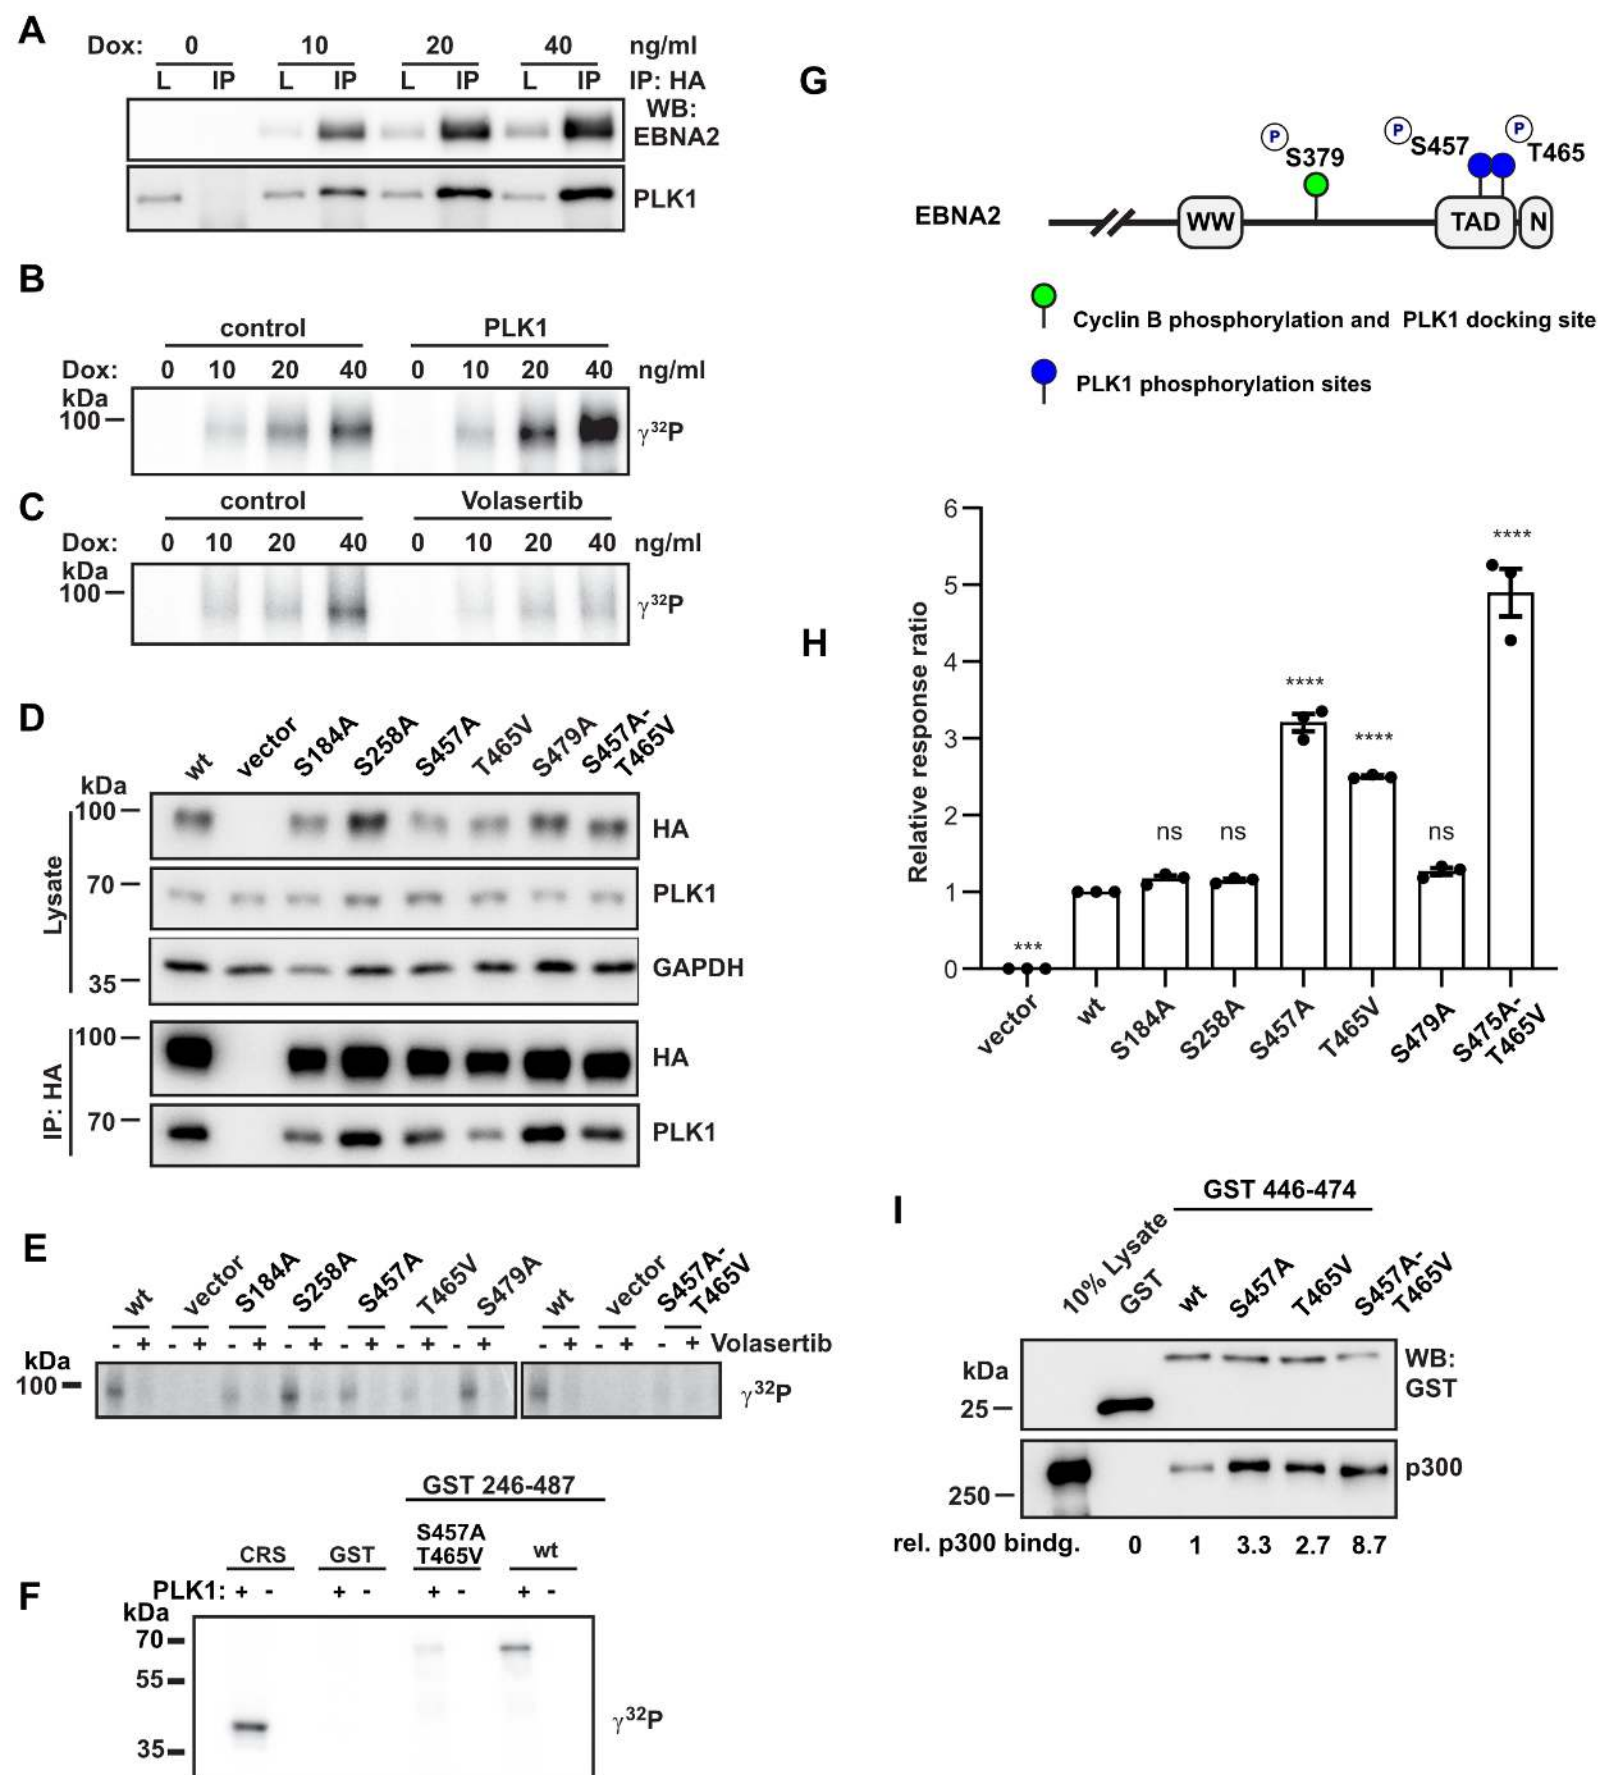 A
Dox: 0 10 20 40 ng/ml
L IP L IP L IP L IP IP: HA
WB:
EBNA2
PLK1
B
control PLK1
Dox: 0 10 20 40 0 10 20 40 ng/ml
kDa
100
γ32P
C
control Volasertib
Dox: 0 10 20 40 0 10 20 40 ng/ml
kDa
100
γ32P
D
wt vector S184A S258A S457A T465V S479A S457A-T465V
kDa
Lysate
100 HA
70 PLK1
35 GAPDH
IP: HA
100 HA
70 PLK1
E
wt vector S184A S258A S457A T465V S479A wt vector S457A-T465V
- + - + - + - + - + - + - + - + - + - + Volasertib
kDa
100
γ32P
F
GST 246-487
CRS GST S457A T465V wt
PLK1: + - + - + - + -
kDa
70
55
35
γ32P
G
P P P
S379 S457 T465
EBNA2 WW TAD N
Cyclin B phosphorylation and PLK1 docking site
PLK1 phosphorylation sites
H
Relative response ratio
6
5
4
3
2
1
0
*** ns ns **** **** ns ****
vector wt S184A S258A S457A T465V S479A S475A-T465V
I
GST 446-474
10% Lysate GST wt S457A T465V S457A-T465V
kDa
25
WB:
GST
250
p300
rel. p300 bindg. 0 1 3.3 2.7 8.7